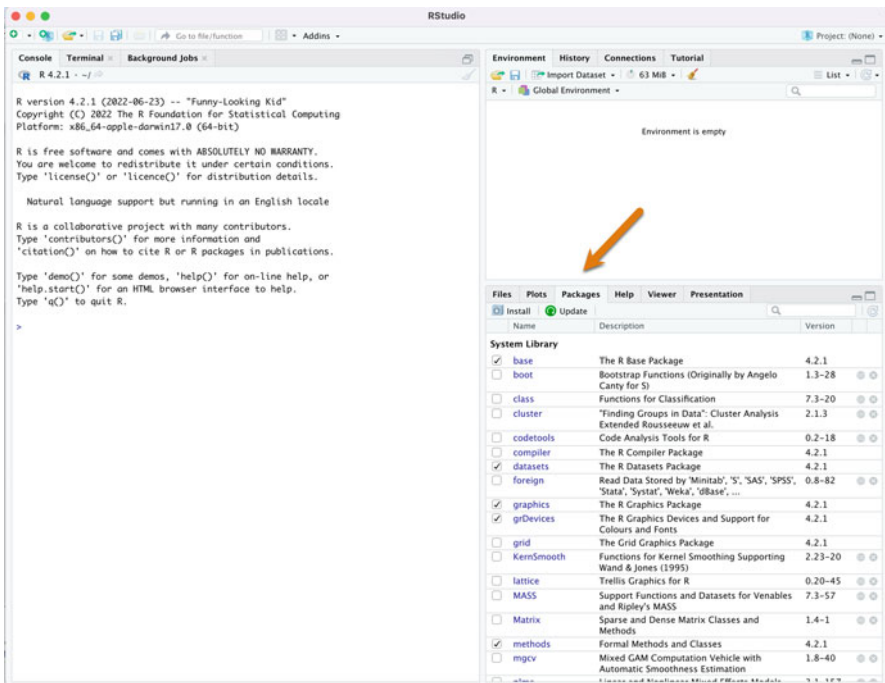 RStudio
Go to file/function
Addins
Project: (None)
Console Terminal Background Jobs
R 4.2.1 · ~/
R version 4.2.1 (2022-06-23) -- "Funny-Looking Kid"
Copyright (C) 2022 The R Foundation for Statistical Computing
Platform: x86_64-apple-darwin17.0 (64-bit)
R is free software and comes with ABSOLUTELY NO WARRANTY.
You are welcome to redistribute it under certain conditions.
Type 'license()' or 'licence()' for distribution details.
Natural language support but running in an English locale
R is a collaborative project with many contributors.
Type 'contributors()' for more information and
'citation()' on how to cite R or R packages in publications.
Type 'demo()' for some demos, 'help()' for on-line help, or
'help.start()' for an HTML browser interface to help.
Type 'q()' to quit R.
>
Environment History Connections Tutorial
Import Dataset 63 MiB List
R Global Environment
Environment is empty
Files Plots Packages Help Viewer Presentation
Install Update
Name Description Version
System Library
base The R Base Package 4.2.1
boot Bootstrap Functions (Originally by Angelo 1.3-28
Canty for S)
class Functions for Classification 7.3-20
cluster "Finding Groups in Data": Cluster Analysis 2.1.3
Extended Rousseeuw et al.
codetools Code Analysis Tools for R 0.2-18
compiler The R Compiler Package 4.2.1
datasets The R Datasets Package 4.2.1
foreign Read Data Stored by 'Minitab', 'S', 'SAS', 'SPSS', 0.8-82
'Stata', 'Systat', 'Weka', 'dBase', ...
graphics The R Graphics Package 4.2.1
grDevices The R Graphics Devices and Support for 4.2.1
Colours and Fonts
grid The Grid Graphics Package 4.2.1
KernSmooth Functions for Kernel Smoothing Supporting 2.23-20
Wand & Jones (1995)
lattice Trellis Graphics for R 0.20-45
MASS Support Functions and Datasets for Venables 7.3-57
and Ripley's MASS
Matrix Sparse and Dense Matrix Classes and 1.4-1
Methods
methods Formal Methods and Classes 4.2.1
mgcv Mixed GAM Computation Vehicle with 1.8-40
Automatic Smoothness Estimation